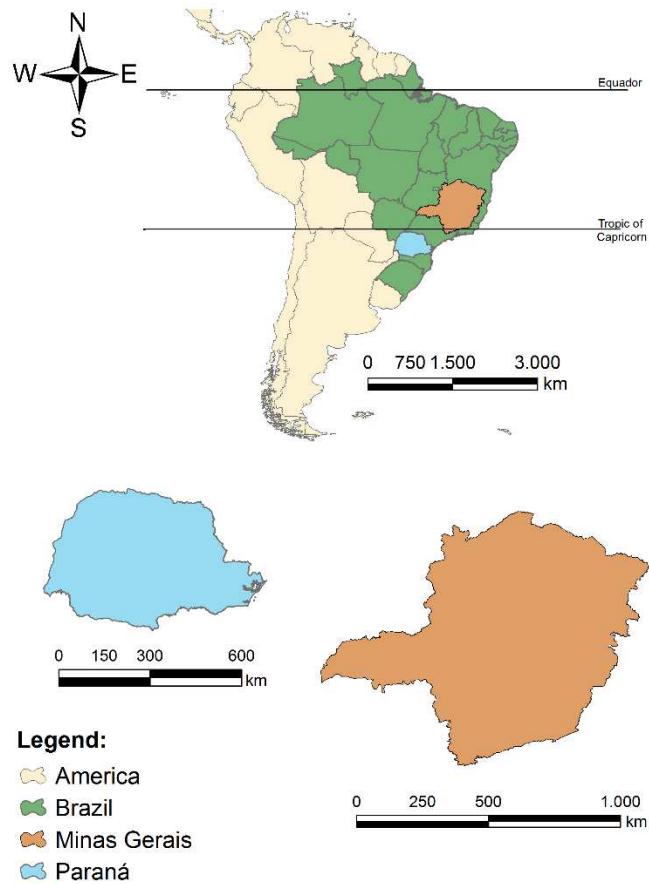 N
W E
S
Equador
Tropic of
Capricorn
0 750 1.500 3.000
km
0 150 300 600
km
Legend:
America
Brazil
Minas Gerais
Paraná
0 250 500 1.000
km